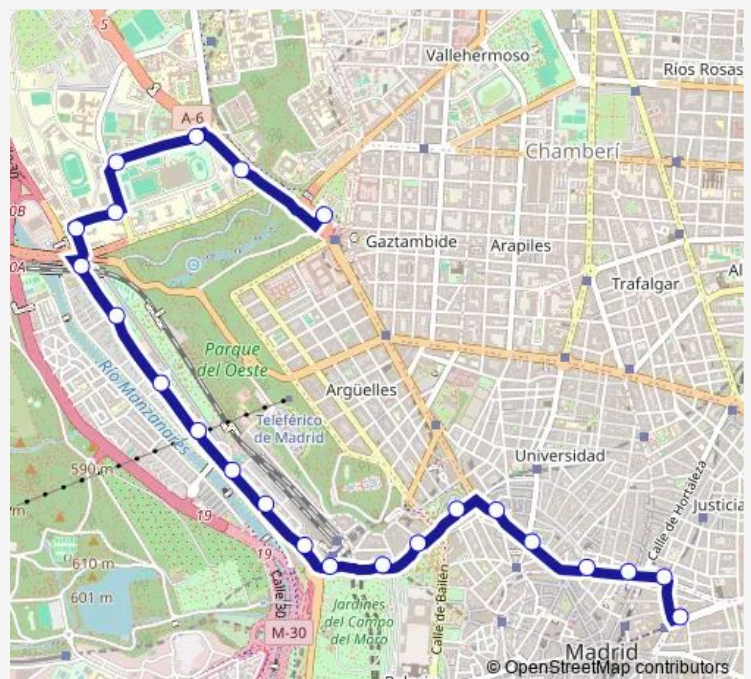 5
Vallehermoso
Ríos Rosas
A-6
Chamberí
Gaztambide
Arapiles
Trafalgar
Parque
del Oeste
Río Manzanares
Argüelles
Teleférico
de Madrid
Universidad
590 m
Calle de Hortaleza
Justicia
19
19
610 m
601 m
Calle 30
Calle de Bailén
Jardines
del Campo
del Moro
M-30
Madrid
© OpenStreetMap contributors